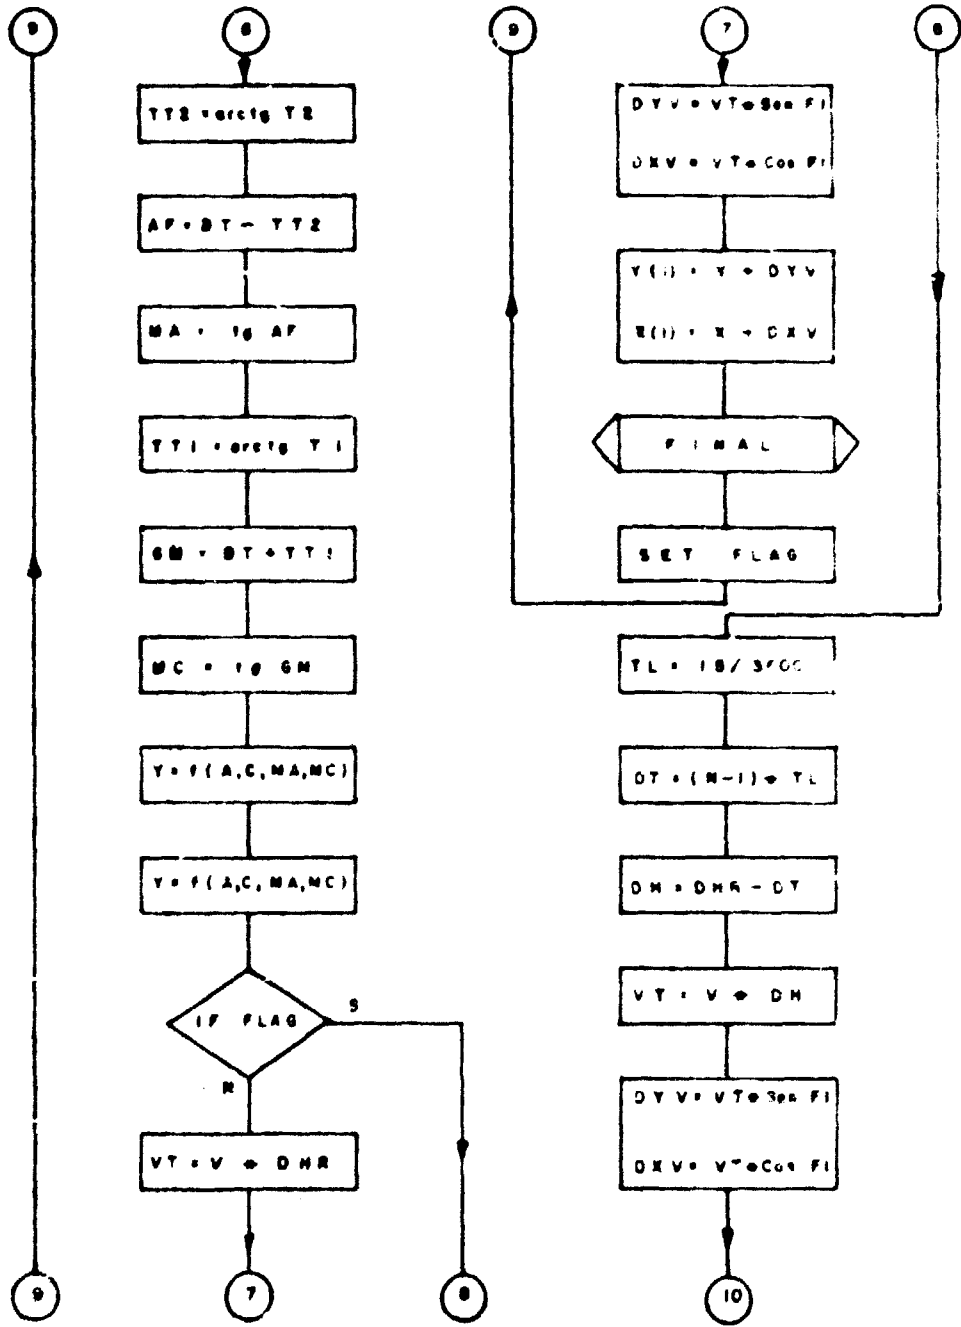 9
6
TT2 = arctg T2
AF = BT - TT2
MA = tg AF
TT1 = arctg T1
GM = BT + TT1
MC = tg GM
Y = f(A,C,MA,MC)
Y = f(A,C,MA,MC)
IF FLAG
S
N
VT = V * DHR
9
7
8
9
7
8
DYV = VT * Sen FI
DXV = VT * Cos FI
Y(i) = Y + DYV
X(i) = X + DXV
FINAL
SET FLAG
TL = 18/3600
DT = (N-1) * TL
DH = DHR - DT
VT = V * DH
DYV = VT * Sen FI
DXV = VT * Cos FI
10